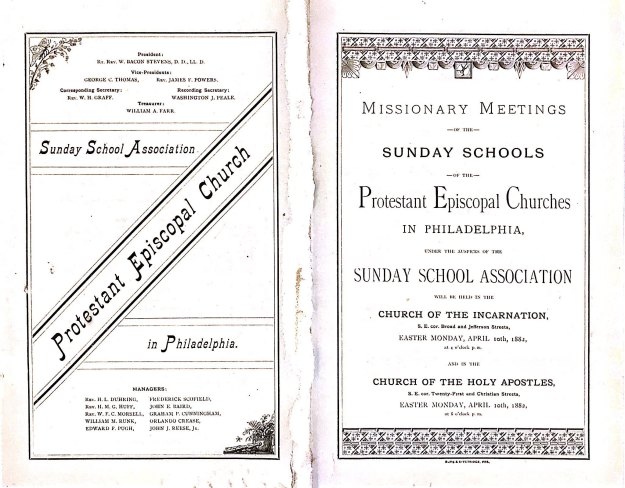 President:
Rt. Rev. W. BACON STEVENS, D. D., LL. D.
Vice-Presidents:
GEORGE C. THOMAS, Rev. JAMES F. POWERS.
Corresponding Secretary: Recording Secretary:
Rev. W. H. GRAFF. WASHINGTON J. PEALE.
Treasurer:
WILLIAM A. FARR.
Sunday School Association
Protestant Episcopal Church
in Philadelphia.
MANAGERS:
Rev. H. L. DUHRING, FREDERICK SCOFIELD,
Rev. H. M. G. HUFF, JOHN E. BAIRD,
Rev. W. F. C. MORSELL, GRAHAM P. CUNNINGHAM,
WILLIAM M. RUNK, ORLANDO CREASE,
EDWARD F. PUGH, JOHN J. REESE, Jr.
MISSIONARY MEETINGS
—OF THE—
SUNDAY SCHOOLS
—OF THE—
Protestant Episcopal Churches
IN PHILADELPHIA,
UNDER THE AUSPICES OF THE
SUNDAY SCHOOL ASSOCIATION
WILL BE HELD IN THE
CHURCH OF THE INCARNATION,
S. E. cor. Broad and Jefferson Streets,
EASTER MONDAY, APRIL 10th, 1882,
at 4 o'clock p. m.
AND IN THE
CHURCH OF THE HOLY APOSTLES,
S. E. cor. Twenty-First and Christian Streets,
EASTER MONDAY, APRIL 10th, 1882,
at 8 o'clock p. m.